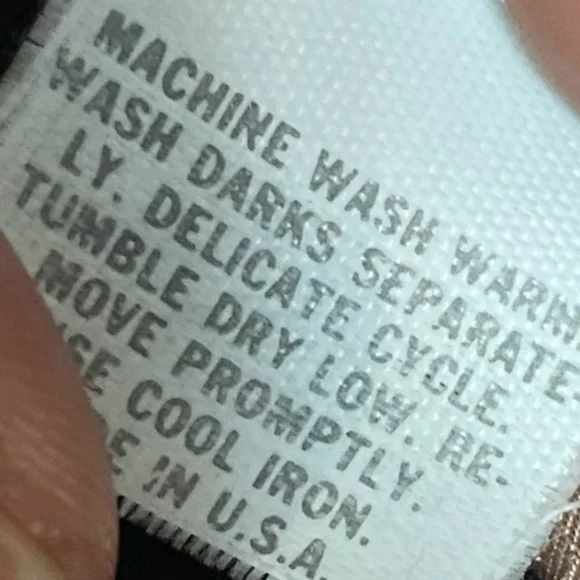 MACHINE WASH WARM
WASH DARKS SEPARATE-
LY. DELICATE CYCLE.
TUMBLE DRY LOW. RE-
MOVE PROMPTLY.
COOL IRON.
IN U.S.A.